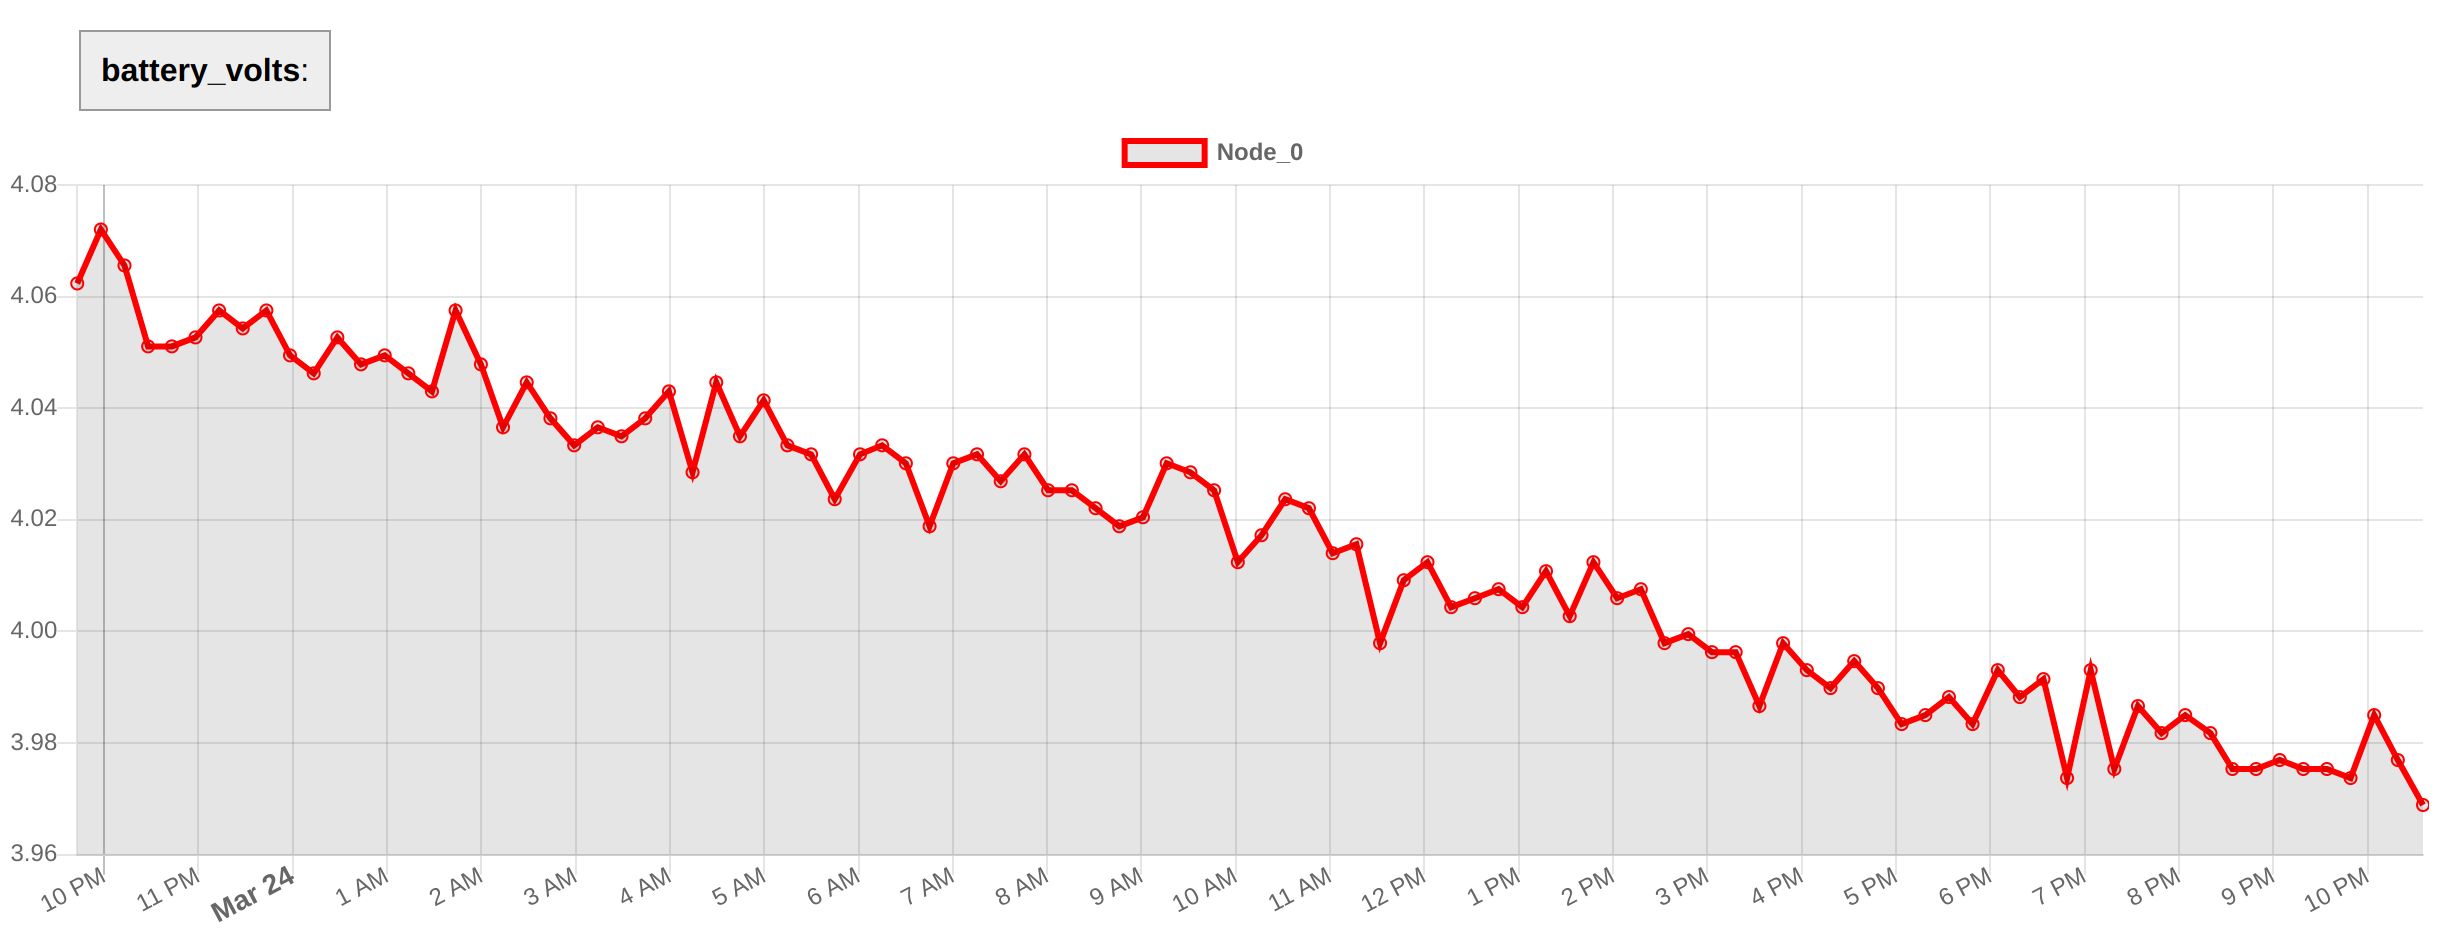 battery_volts:
Node_0
4.08
4.06
4.04
4.02
4.00
3.98
3.96
10 PM
11 PM
Mar 24
1 AM
2 AM
3 AM
4 AM
5 AM
6 AM
7 AM
8 AM
9 AM
10 AM
11 AM
12 PM
1 PM
2 PM
3 PM
4 PM
5 PM
6 PM
7 PM
8 PM
9 PM
10 PM